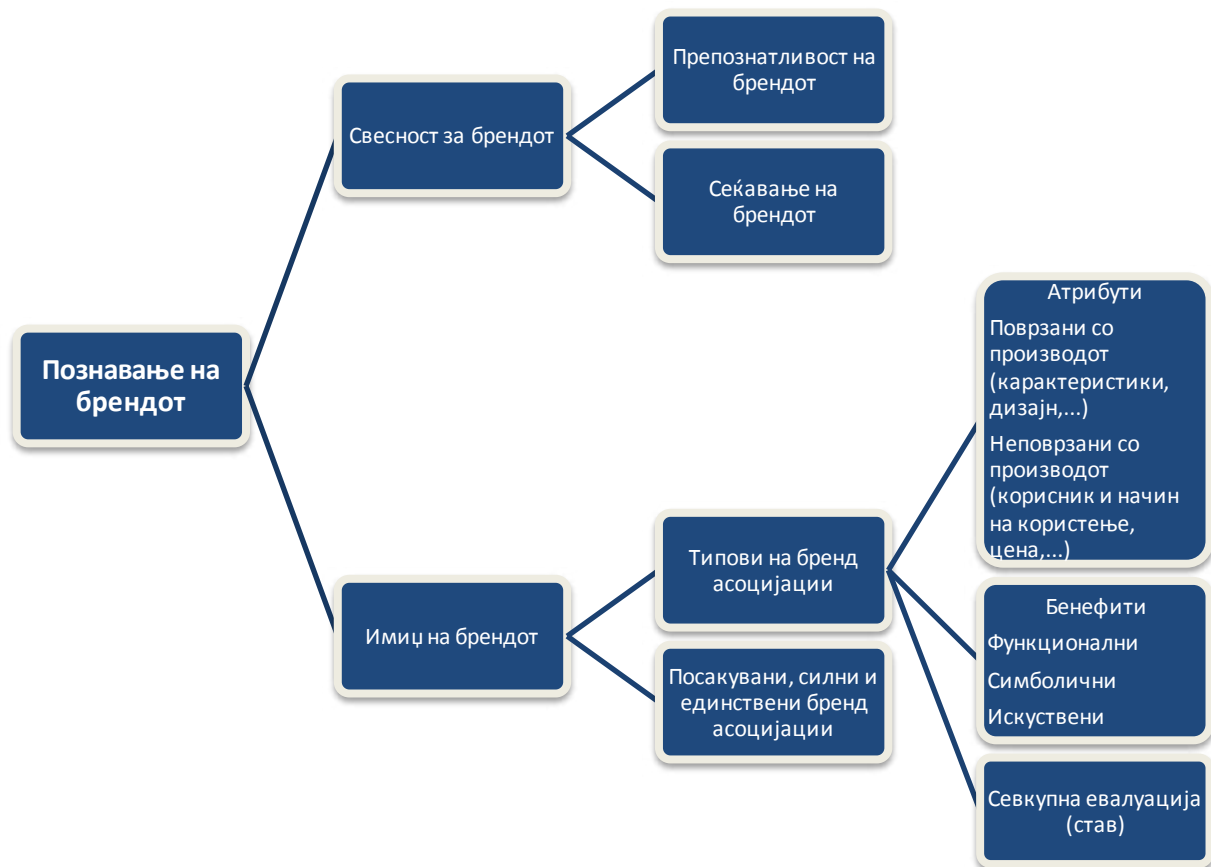 Препознатливост на
брендот
Свесност за брендот
Сеќавање на
брендот
Познавање на
брендот
Имиџ на брендот
Типови на бренд
асоцијации
Посакувани, силни и
единствени бренд
асоцијации
Атрибути
Поврзани со
производот
(карактеристики,
дизајн,...)
Неповрзани со
производот
(корисник и начин
на користење,
цена,...)
Бенефити
Функционални
Симболични
Искуствени
Севкупна евалуација
(став)